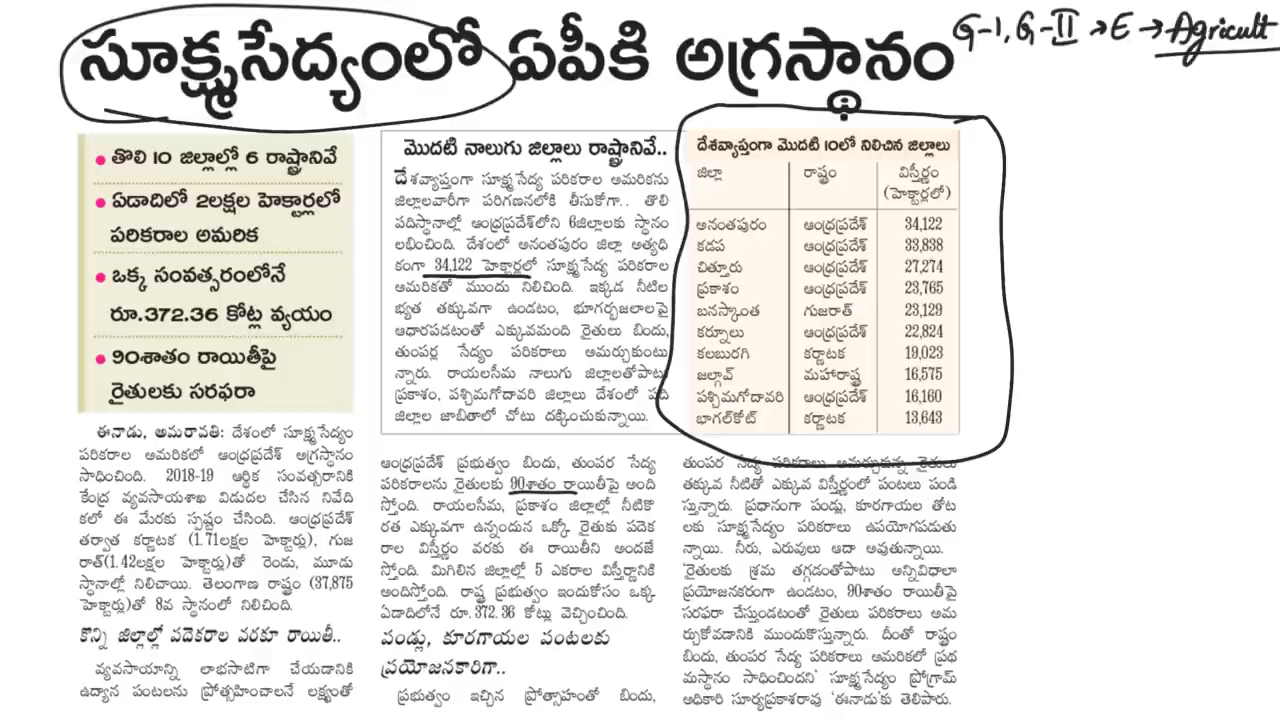 సూక్ష్మసేద్యంలో ఏపీకి అగ్రస్థానం
G-I, G-II → E → Agricult
• తొలి 10 జిల్లాల్లో 6 రాష్ట్రానివే
• ఏడాదిలో 2లక్షల హెక్టార్లలో
పరికరాల అమరిక
• ఒక్క సంవత్సరంలోనే
రూ.372.36 కోట్ల వ్యయం
• 90శాతం రాయితీపై
రైతులకు సరఫరా
ఈనాడు, అమరావతి: దేశంలో సూక్ష్మసేద్యం
పరికరాల అమరికలో ఆంధ్రప్రదేశ్ అగ్రస్థానం
సాధించింది. 2018-19 ఆర్థిక సంవత్సరానికి
కేంద్ర వ్యవసాయశాఖ విడుదల చేసిన నివేది
కలో ఈ మేరకు స్పష్టం చేసింది. ఆంధ్రప్రదేశ్
తర్వాత కర్ణాటక (1.71లక్షల హెక్టార్లు), గుజ
రాత్(1.42లక్షల హెక్టార్లు)తో రెండు, మూడు
స్థానాల్లో నిలిచాయి. తెలంగాణ రాష్ట్రం (37,875
హెక్టార్లు)తో 8వ స్థానంలో నిలిచింది.
కొన్ని జిల్లాల్లో పదెకరాల వరకూ రాయితీ..
వ్యవసాయాన్ని లాభసాటిగా చేయడానికి
ఉద్యాన పంటలను ప్రోత్సహించాలనే లక్ష్యంతో
మొదటి నాలుగు జిల్లాలు రాష్ట్రానివే..
దేశవ్యాప్తంగా సూక్ష్మసేద్య పరికరాల అమరికను
జిల్లాలవారీగా పరిగణనలోకి తీసుకోగా.. తొలి
పదిస్థానాల్లో ఆంధ్రప్రదేశ్‌లోని 6జిల్లాలకు స్థానం
లభించింది. దేశంలో అనంతపురం జిల్లా అత్యధి
కంగా 34,122 హెక్టార్లలో సూక్ష్మసేద్య పరికరాల
అమరికతో ముందు నిలిచింది. ఇక్కడ నీటిల
భ్యత తక్కువగా ఉండటం, భూగర్భజలాలపై
ఆధారపడటంతో ఎక్కువమంది రైతులు బిందు,
తుంపర్ల సేద్యం పరికరాలు అమర్చుకుంటు
న్నారు. రాయలసీమ నాలుగు జిల్లాలతోపాటు
ప్రకాశం, పశ్చిమగోదావరి జిల్లాలు దేశంలో పది
జిల్లాల జాబితాలో చోటు దక్కించుకున్నాయి.
దేశవ్యాప్తంగా మొదటి 10లో నిలిచిన జిల్లాలు
జిల్లా రాష్ట్రం విస్తీర్ణం
(హెక్టార్లలో)
అనంతపురం ఆంధ్రప్రదేశ్ 34,122
కడప ఆంధ్రప్రదేశ్ 33,838
చిత్తూరు ఆంధ్రప్రదేశ్ 27,274
ప్రకాశం ఆంధ్రప్రదేశ్ 23,765
బనస్కాంత గుజరాత్ 23,129
కర్నూలు ఆంధ్రప్రదేశ్ 22,824
కలబురగి కర్ణాటక 19,023
జల్గావ్ మహారాష్ట్ర 16,575
పశ్చిమగోదావరి ఆంధ్రప్రదేశ్ 16,160
భాగల్‌కోట్ కర్ణాటక 13,643
ఆంధ్రప్రదేశ్ ప్రభుత్వం బిందు, తుంపర సేద్య
పరికరాలను రైతులకు 90శాతం రాయితీపై అంది
స్తోంది. రాయలసీమ, ప్రకాశం జిల్లాల్లో నీటికొ
రత ఎక్కువగా ఉన్నందున ఒక్కో రైతుకు పదెక
రాల విస్తీర్ణం వరకు ఈ రాయితీని అందజే
స్తోంది. మిగిలిన జిల్లాల్లో 5 ఎకరాల విస్తీర్ణానికి
అందిస్తోంది. రాష్ట్ర ప్రభుత్వం ఇందుకోసం ఒక్క
ఏడాదిలోనే రూ.372.36 కోట్లు వెచ్చించింది.
పండ్లు, కూరగాయల పంటలకు
ప్రయోజనకారిగా..
ప్రభుత్వం ఇచ్చిన ప్రోత్సాహంతో బిందు,
తుంపర సేద్య పరికరాలు అమర్చుకున్న రైతులు
తక్కువ నీటితో ఎక్కువ విస్తీర్ణంలో పంటలు పండి
స్తున్నారు. ప్రధానంగా పండ్లు, కూరగాయల తోట
లకు సూక్ష్మసేద్యం పరికరాలు ఉపయోగపడుతు
న్నాయి. నీరు, ఎరువులు ఆదా అవుతున్నాయి.
'రైతులకు శ్రమ తగ్గడంతోపాటు అన్నివిధాలా
ప్రయోజనకరంగా ఉండటం, 90శాతం రాయితీపై
సరఫరా చేస్తుండటంతో రైతులు పరికరాలు అమ
ర్చుకోవడానికి ముందుకొస్తున్నారు. దీంతో రాష్ట్రం
బిందు, తుంపర సేద్య పరికరాలు అమరికలో ప్రథ
మస్థానం సాధించిందని' సూక్ష్మసేద్యం ప్రోగ్రామ్
అధికారి సూర్యప్రకాశరావు 'ఈనాడు'కు తెలిపారు.